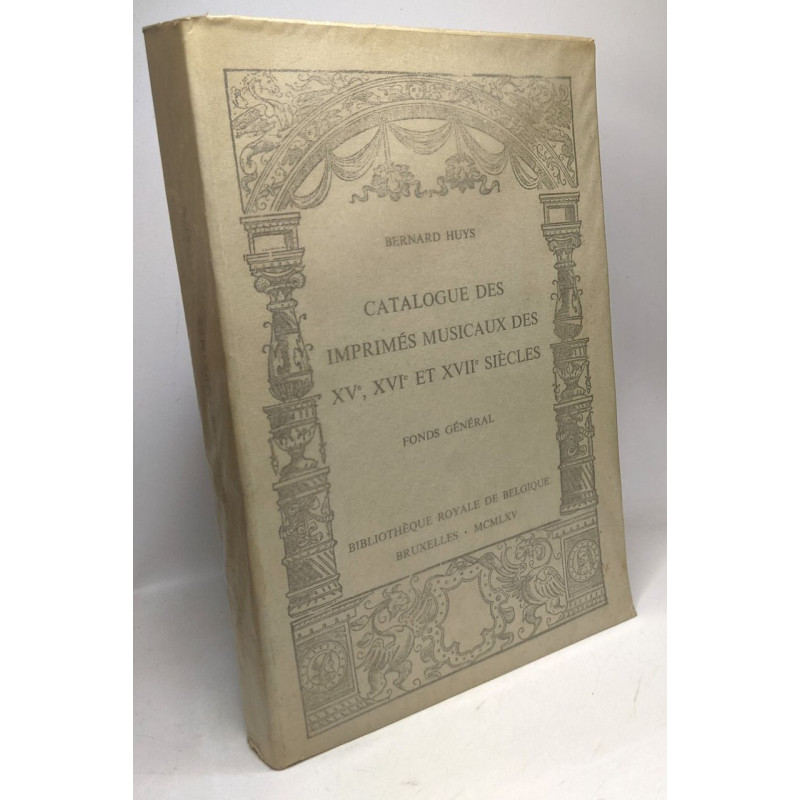 BERNARD HUYS
CATALOGUE DES
IMPRIMÉS MUSICAUX DES
XVᵉ, XVIᵉ ET XVIIᵉ SIÈCLES
FONDS GÉNÉRAL
BIBLIOTHÈQUE ROYALE DE BELGIQUE
BRUXELLES • MCMLXV